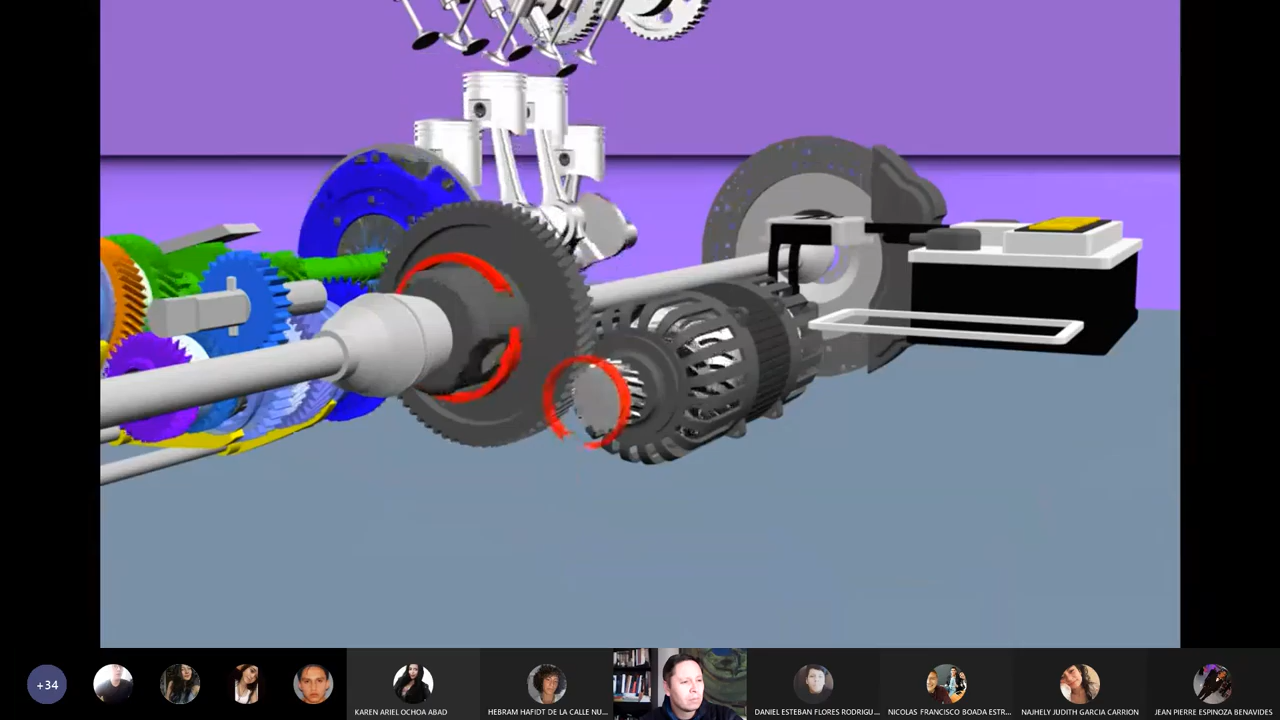 +34
KAREN ARIEL OCHOA ABAD
HEBRAM HAFIDT DE LA CALLE NU...
DANIEL ESTEBAN FLORES RODRIGU...
NICOLAS FRANCISCO BOADA ESTR...
NAJHELY JUDITH GARCIA CARRION
JEAN PIERRE ESPINOZA BENAVIDES